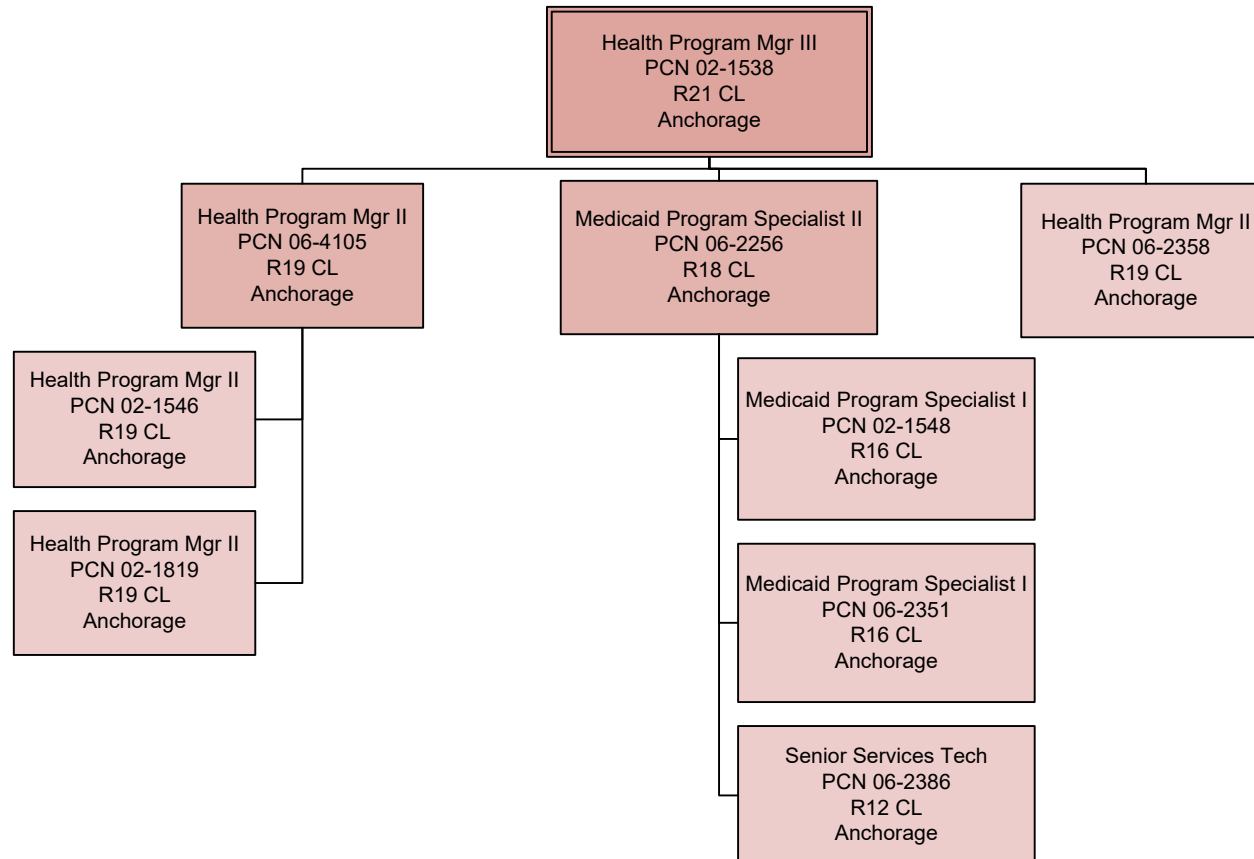 Health Program Mgr III
PCN 02-1538
R21 CL
Anchorage
Health Program Mgr II
PCN 06-4105
R19 CL
Anchorage
Medicaid Program Specialist II
PCN 06-2256
R18 CL
Anchorage
Health Program Mgr II
PCN 06-2358
R19 CL
Anchorage
Health Program Mgr II
PCN 02-1546
R19 CL
Anchorage
Health Program Mgr II
PCN 02-1819
R19 CL
Anchorage
Medicaid Program Specialist I
PCN 02-1548
R16 CL
Anchorage
Medicaid Program Specialist I
PCN 06-2351
R16 CL
Anchorage
Senior Services Tech
PCN 06-2386
R12 CL
Anchorage